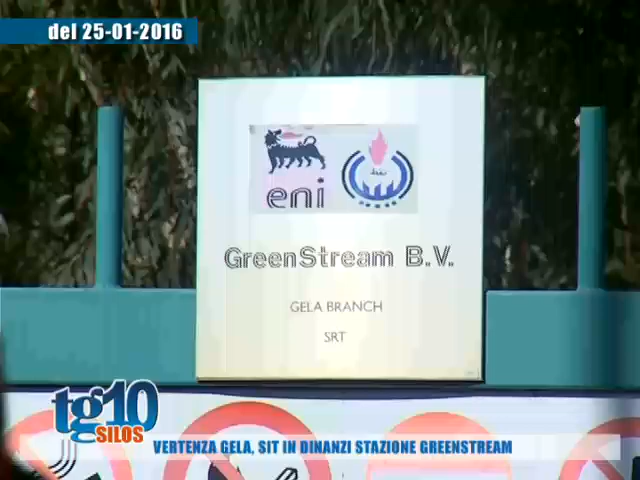 del 25-01-2016
eni
GreenStream B.V.
GELA BRANCH
SRT
tg10
SILOS
VERTENZA GELA, SIT IN DINANZI STAZIONE GREENSTREAM